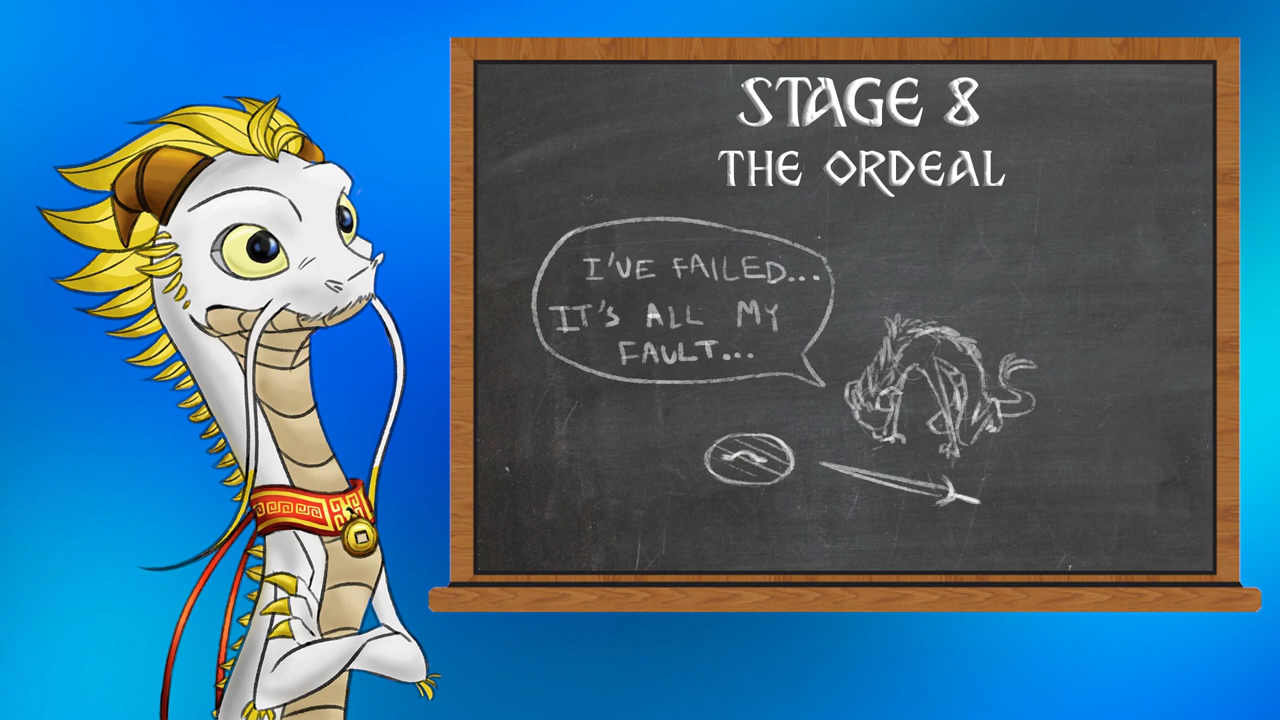 STAGE 8
THE ORDEAL
I'VE FAILED...
IT'S ALL MY
FAULT...